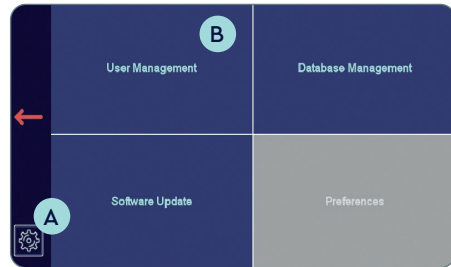 B
User Management
Database Management
Software Update
Preferences
A